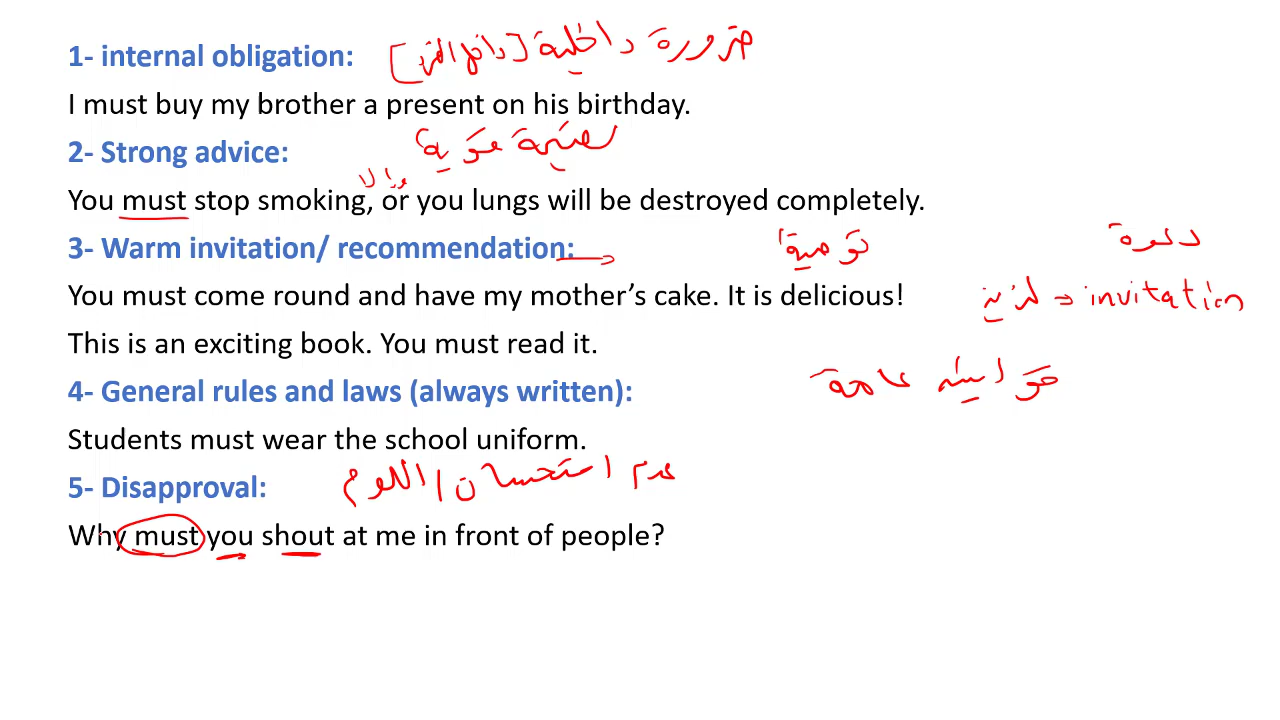 1- internal obligation: ضرورة داخلية [داخل الفرد]
I must buy my brother a present on his birthday.
2- Strong advice: نصيحة قوية
وإلا
You must stop smoking, or you lungs will be destroyed completely.
3- Warm invitation/ recommendation: توصية دعوة
You must come round and have my mother’s cake. It is delicious! لذيذ invitation
This is an exciting book. You must read it.
4- General rules and laws (always written): قوانين عامة
Students must wear the school uniform.
5- Disapproval: عدم استحسان / اللوم
Why must you shout at me in front of people?